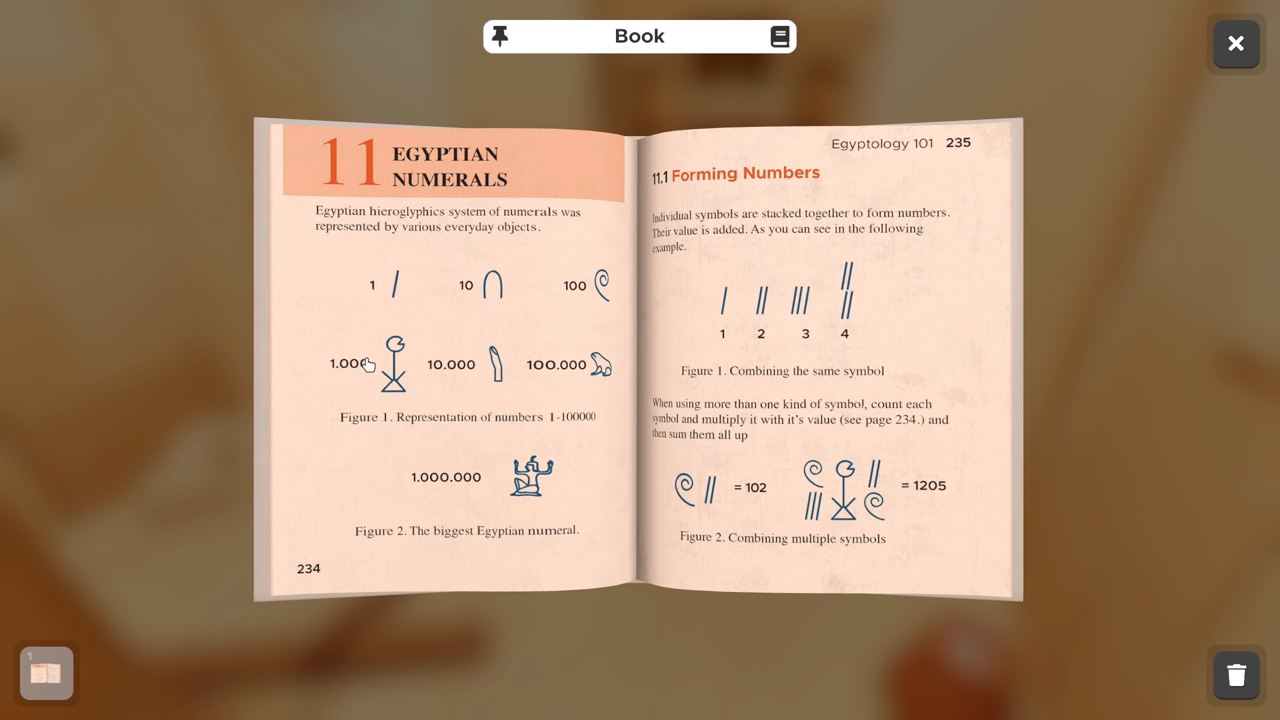 Book
11 EGYPTIAN
NUMERALS
Egyptian hieroglyphics system of numerals was
represented by various everyday objects.
1 10 100
1.000 10.000 100.000
Figure 1. Representation of numbers 1-100000
1.000.000
Figure 2. The biggest Egyptian numeral.
234
Egyptology 101 235
11.1 Forming Numbers
Individual symbols are stacked together to form numbers.
Their value is added. As you can see in the following
example.
1 2 3 4
Figure 1. Combining the same symbol
When using more than one kind of symbol, count each
symbol and multiply it with it's value (see page 234.) and
then sum them all up
= 102 = 1205
Figure 2. Combining multiple symbols